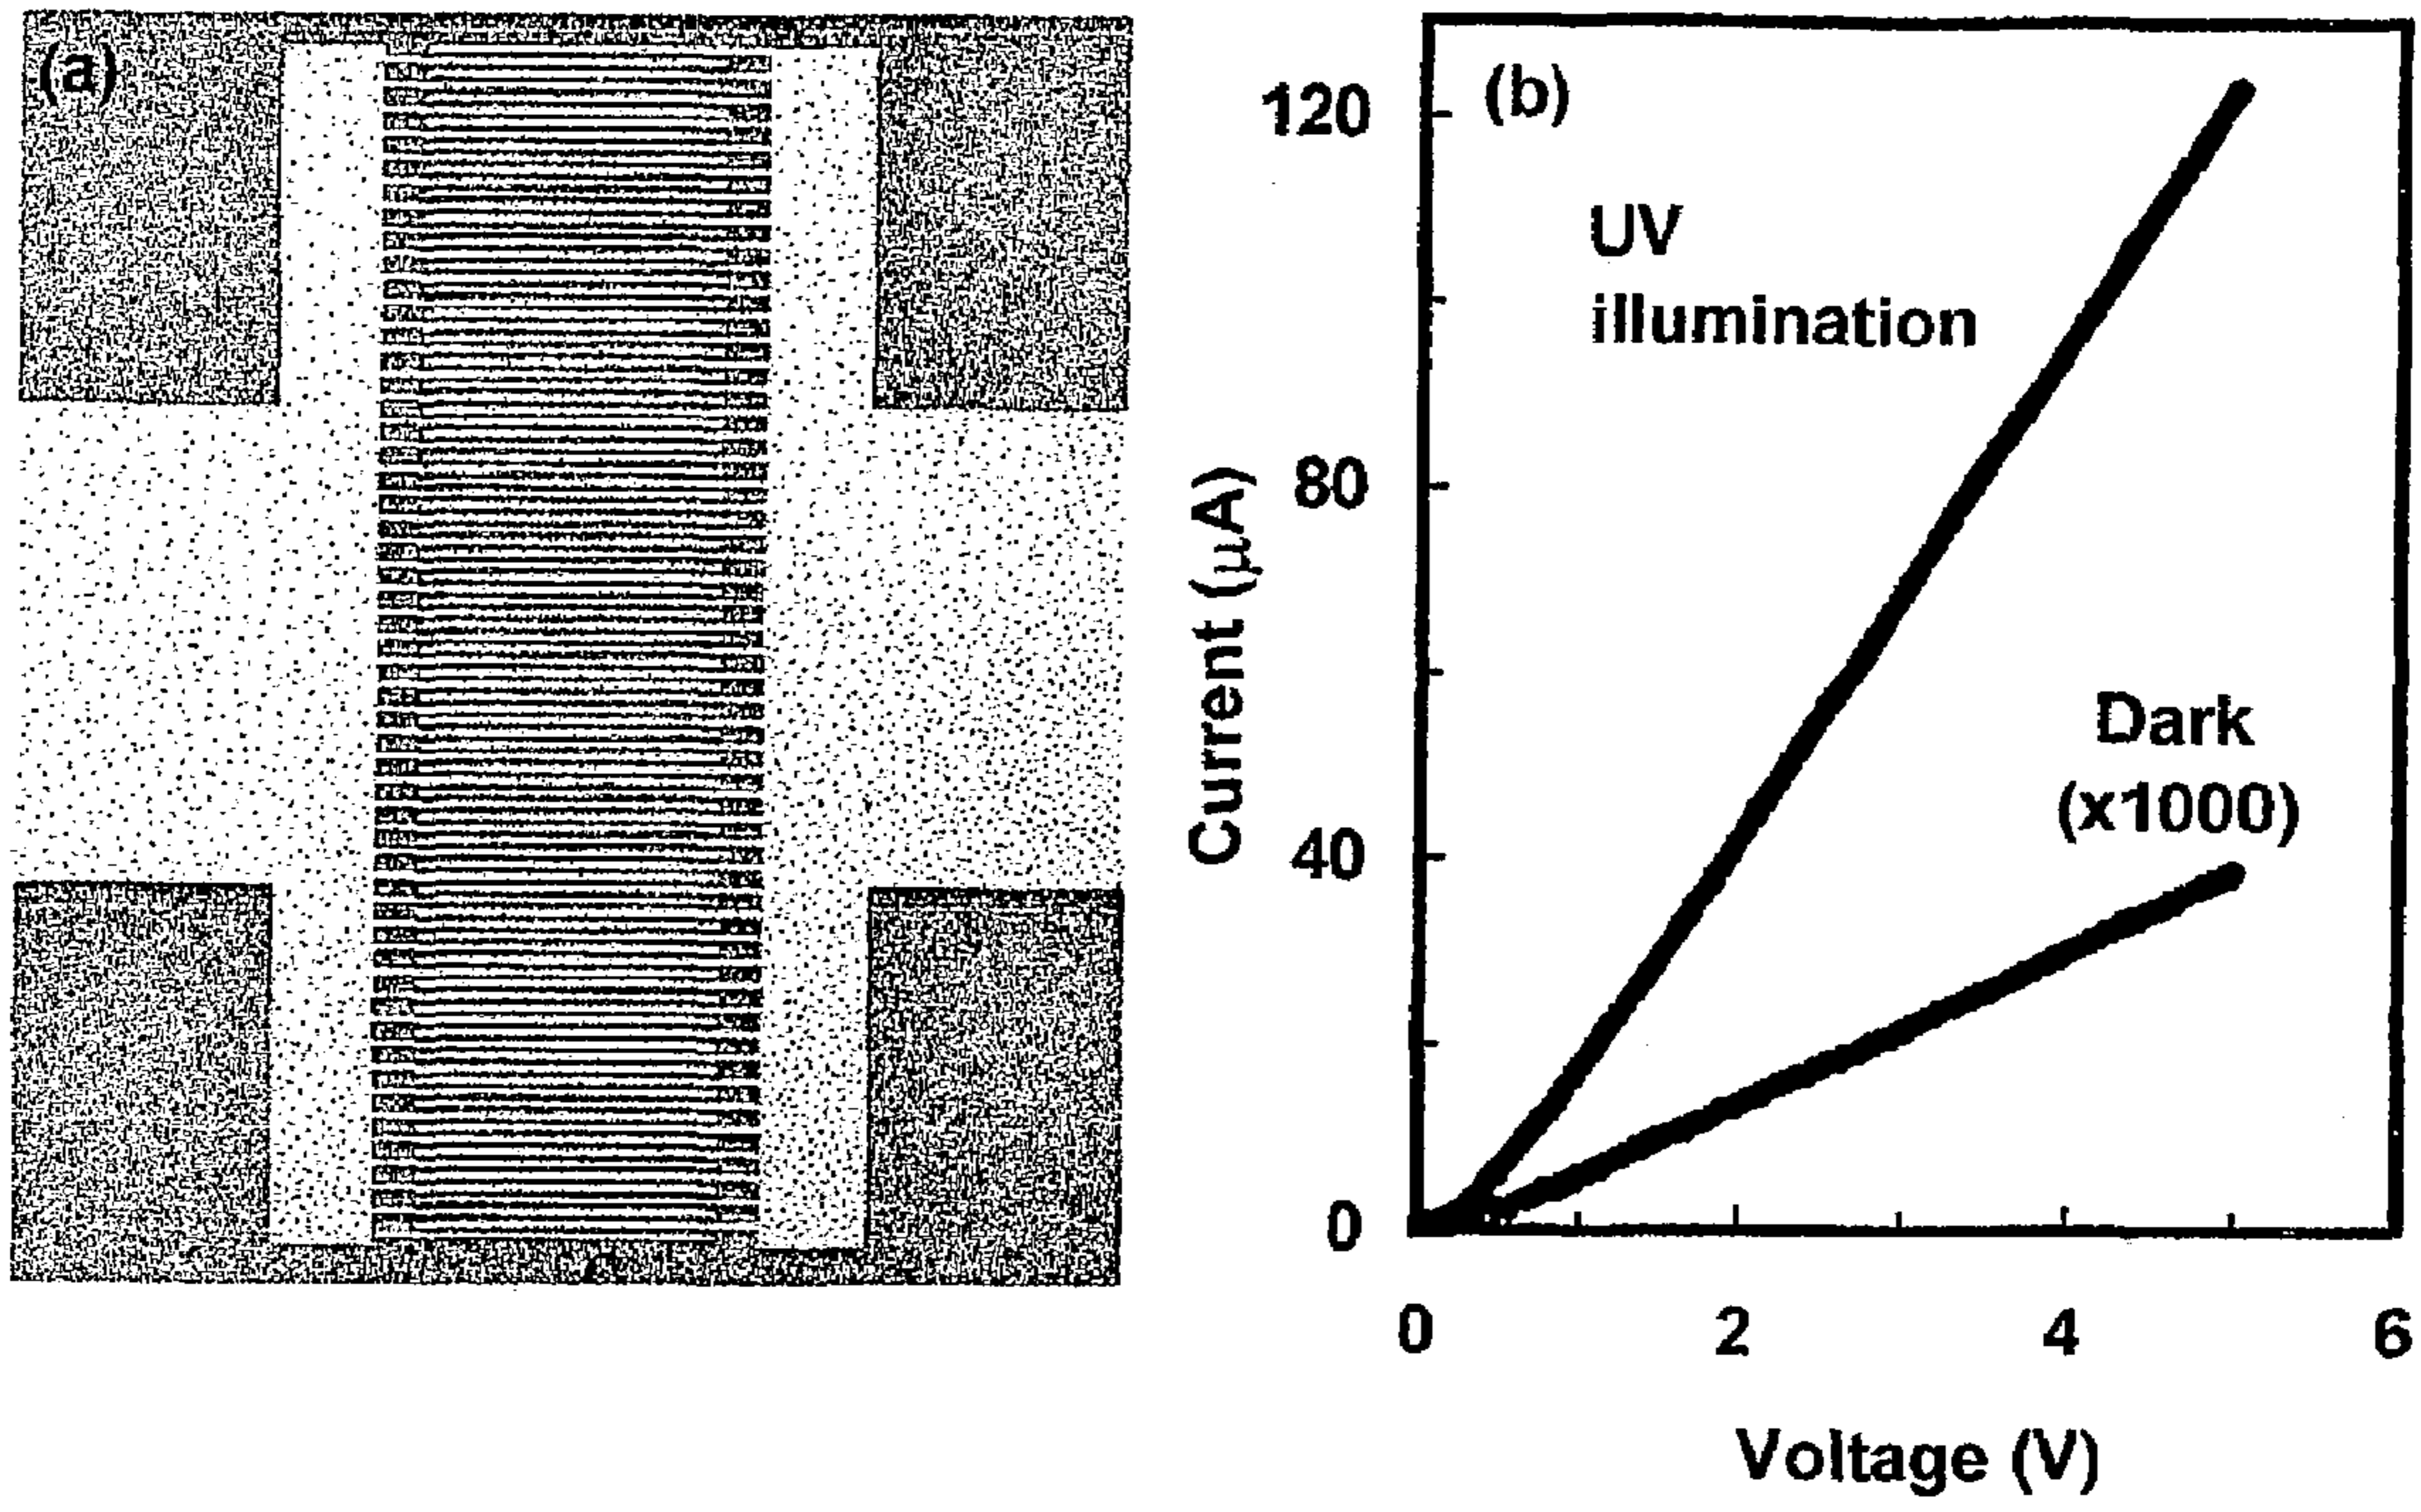 (a)
(b)
120
80
40
0
Current (μA)
UV
illumination
Dark
(x1000)
0 2 4 6
Voltage (V)